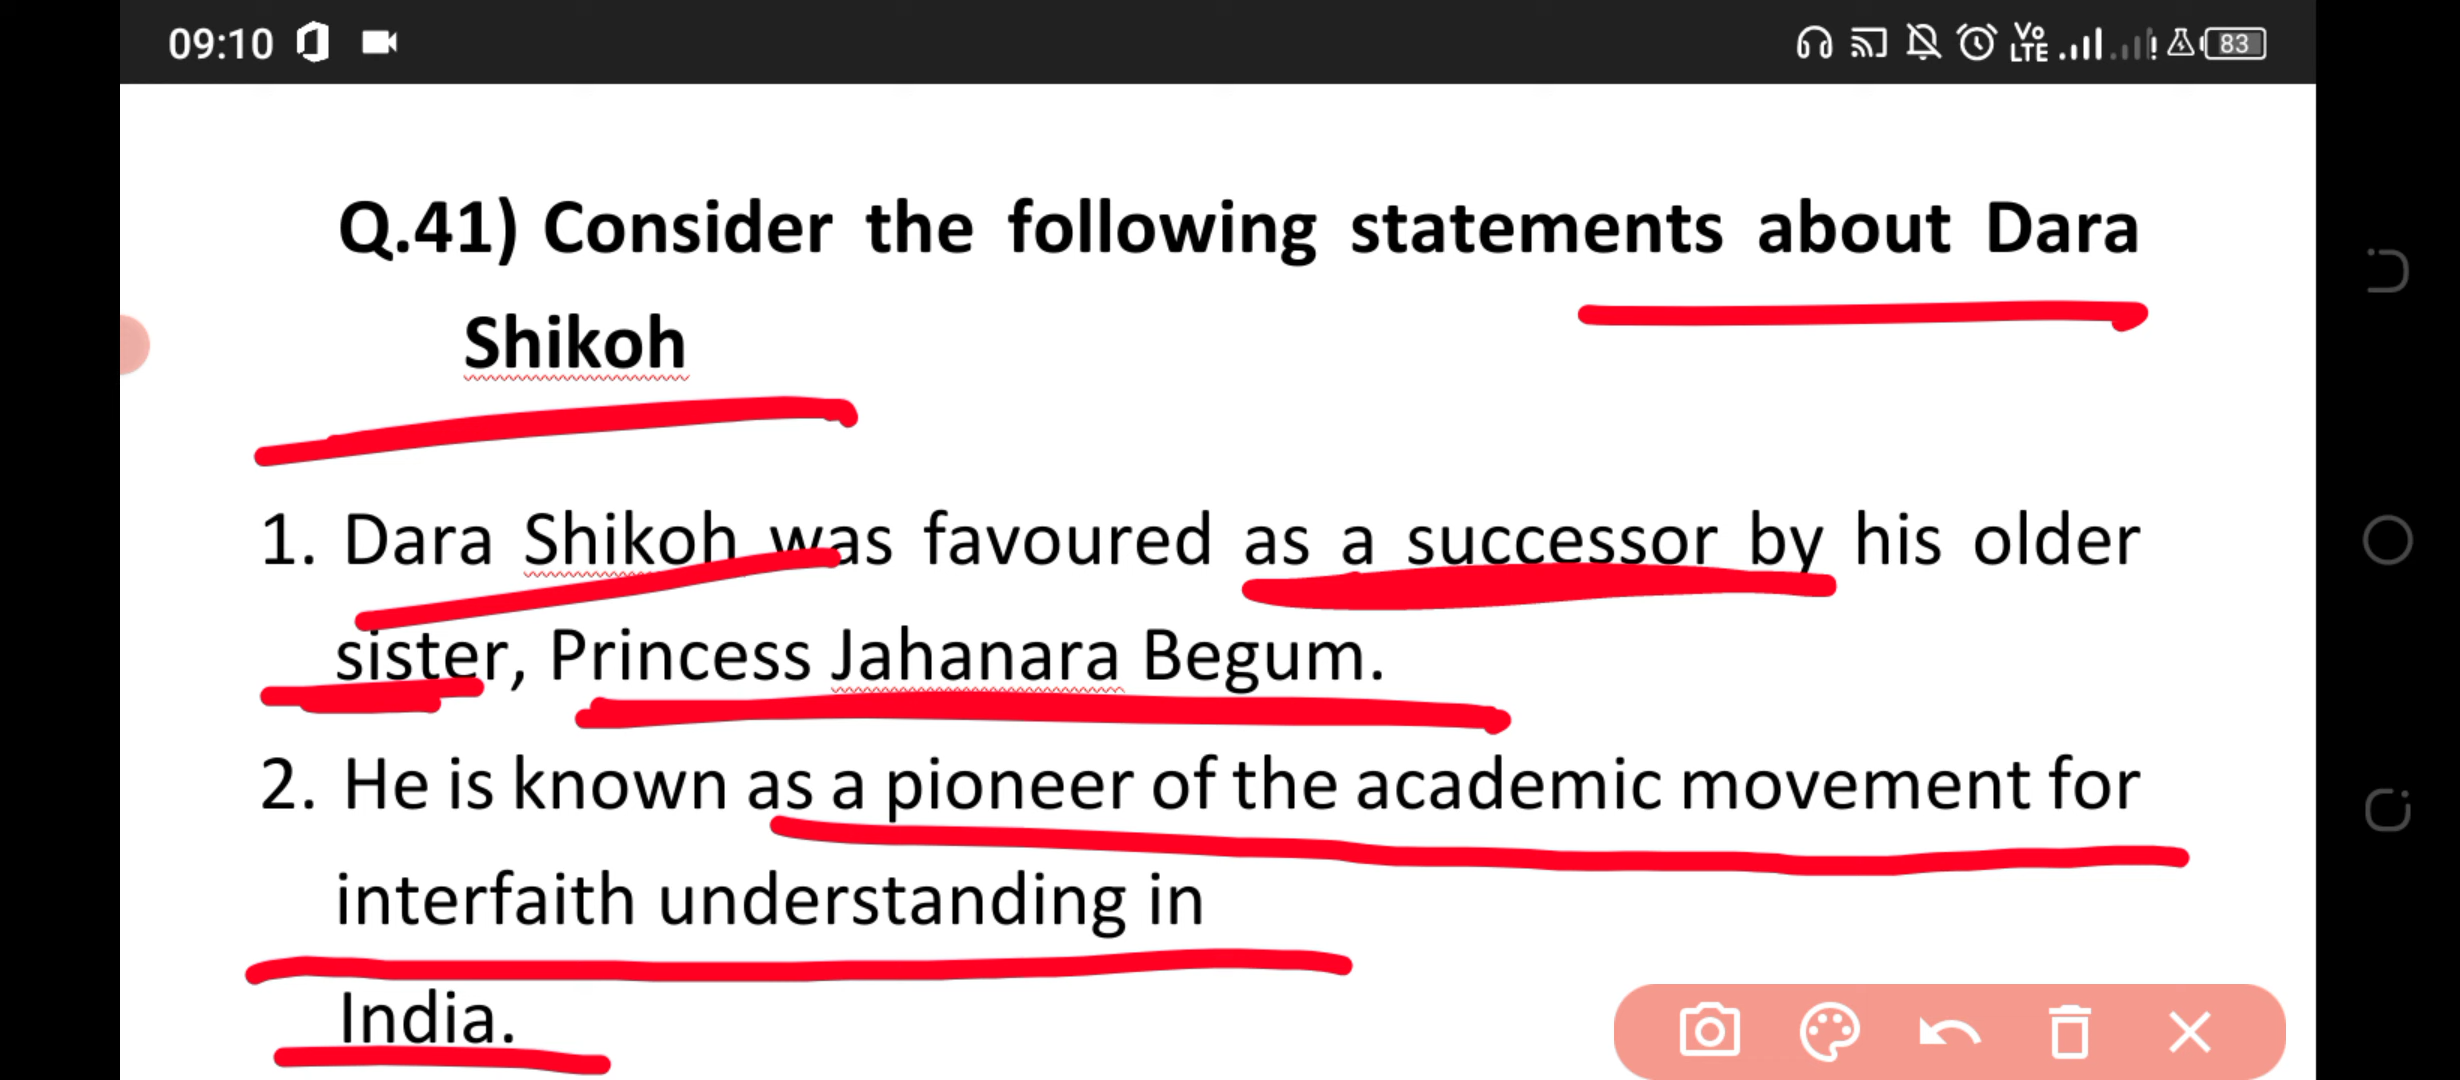 09:10 Vo LTE 83
Q.41) Consider the following statements about Dara
Shikoh
1. Dara Shikoh was favoured as a successor by his older
sister, Princess Jahanara Begum.
2. He is known as a pioneer of the academic movement for
interfaith understanding in
India.